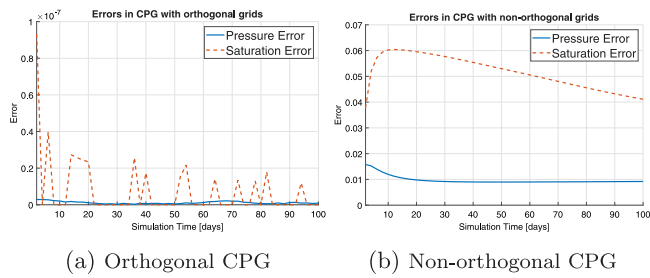 Errors in CPG with orthogonal grids
×10⁻⁷
Pressure Error
Saturation Error
Error
1
0.8
0.6
0.4
0.2
0
10 20 30 40 50 60 70 80 90 100
Simulation Time [days]
(a) Orthogonal CPG
Errors in CPG with non-orthogonal grids
Pressure Error
Saturation Error
Error
0.07
0.06
0.05
0.04
0.03
0.02
0.01
0
10 20 30 40 50 60 70 80 90 100
Simulation Time [days]
(b) Non-orthogonal CPG